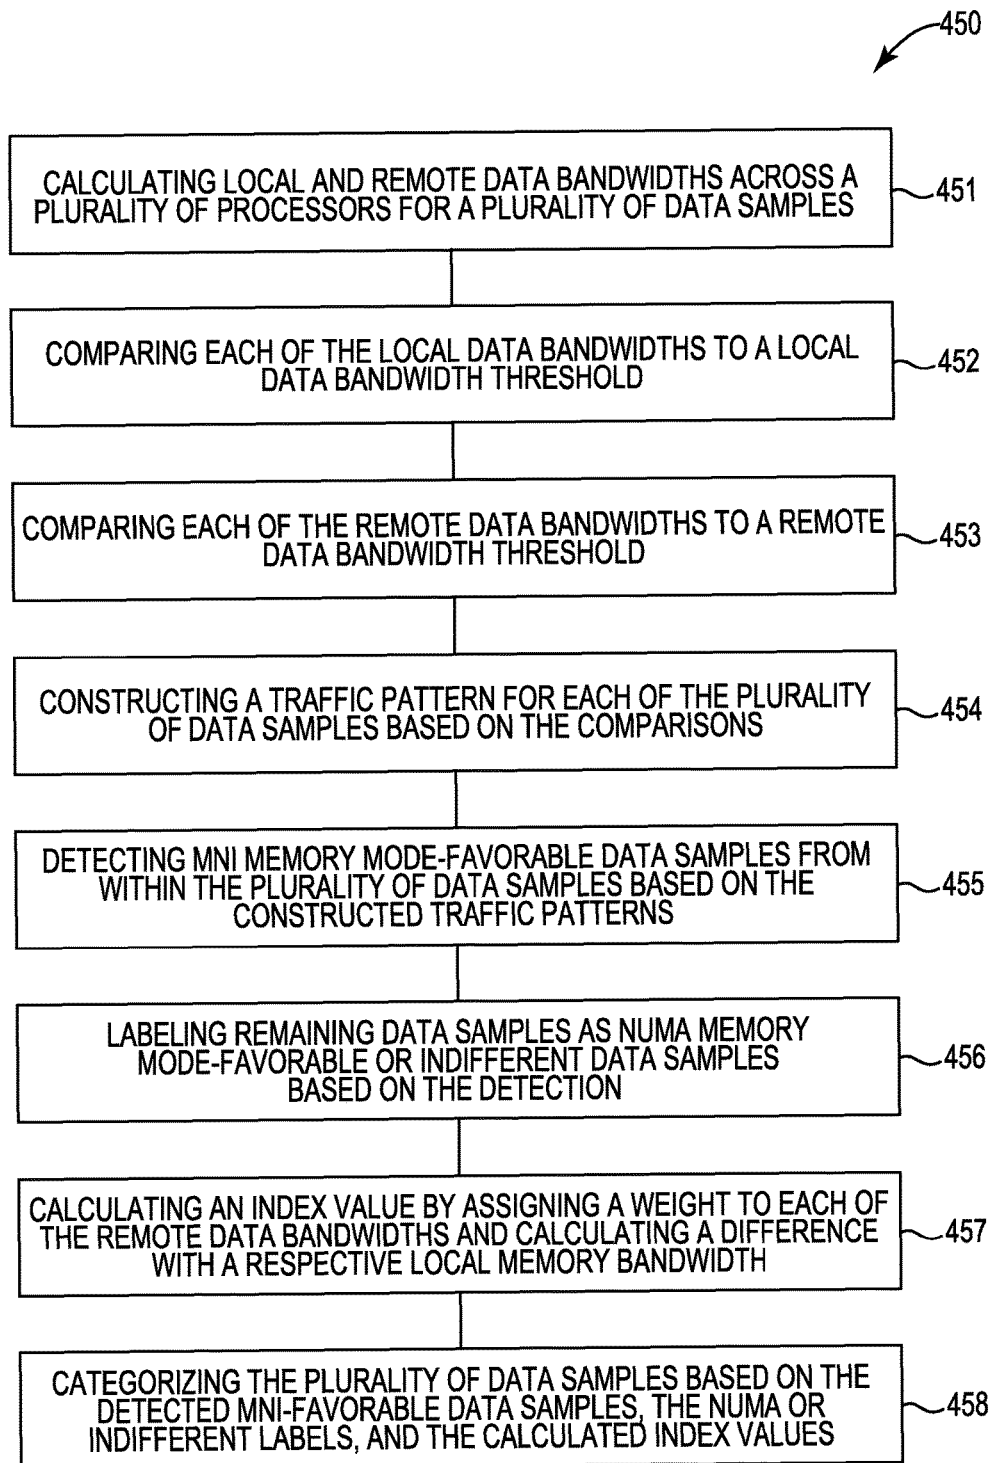 450
CALCULATING LOCAL AND REMOTE DATA BANDWIDTHS ACROSS A
PLURALITY OF PROCESSORS FOR A PLURALITY OF DATA SAMPLES
451
COMPARING EACH OF THE LOCAL DATA BANDWIDTHS TO A LOCAL
DATA BANDWIDTH THRESHOLD
452
COMPARING EACH OF THE REMOTE DATA BANDWIDTHS TO A REMOTE
DATA BANDWIDTH THRESHOLD
453
CONSTRUCTING A TRAFFIC PATTERN FOR EACH OF THE PLURALITY
OF DATA SAMPLES BASED ON THE COMPARISONS
454
DETECTING MNI MEMORY MODE-FAVORABLE DATA SAMPLES FROM
WITHIN THE PLURALITY OF DATA SAMPLES BASED ON THE
CONSTRUCTED TRAFFIC PATTERNS
455
LABELING REMAINING DATA SAMPLES AS NUMA MEMORY
MODE-FAVORABLE OR INDIFFERENT DATA SAMPLES
BASED ON THE DETECTION
456
CALCULATING AN INDEX VALUE BY ASSIGNING A WEIGHT TO EACH OF
THE REMOTE DATA BANDWIDTHS AND CALCULATING A DIFFERENCE
WITH A RESPECTIVE LOCAL MEMORY BANDWIDTH
457
CATEGORIZING THE PLURALITY OF DATA SAMPLES BASED ON THE
DETECTED MNI-FAVORABLE DATA SAMPLES, THE NUMA OR
INDIFFERENT LABELS, AND THE CALCULATED INDEX VALUES
458